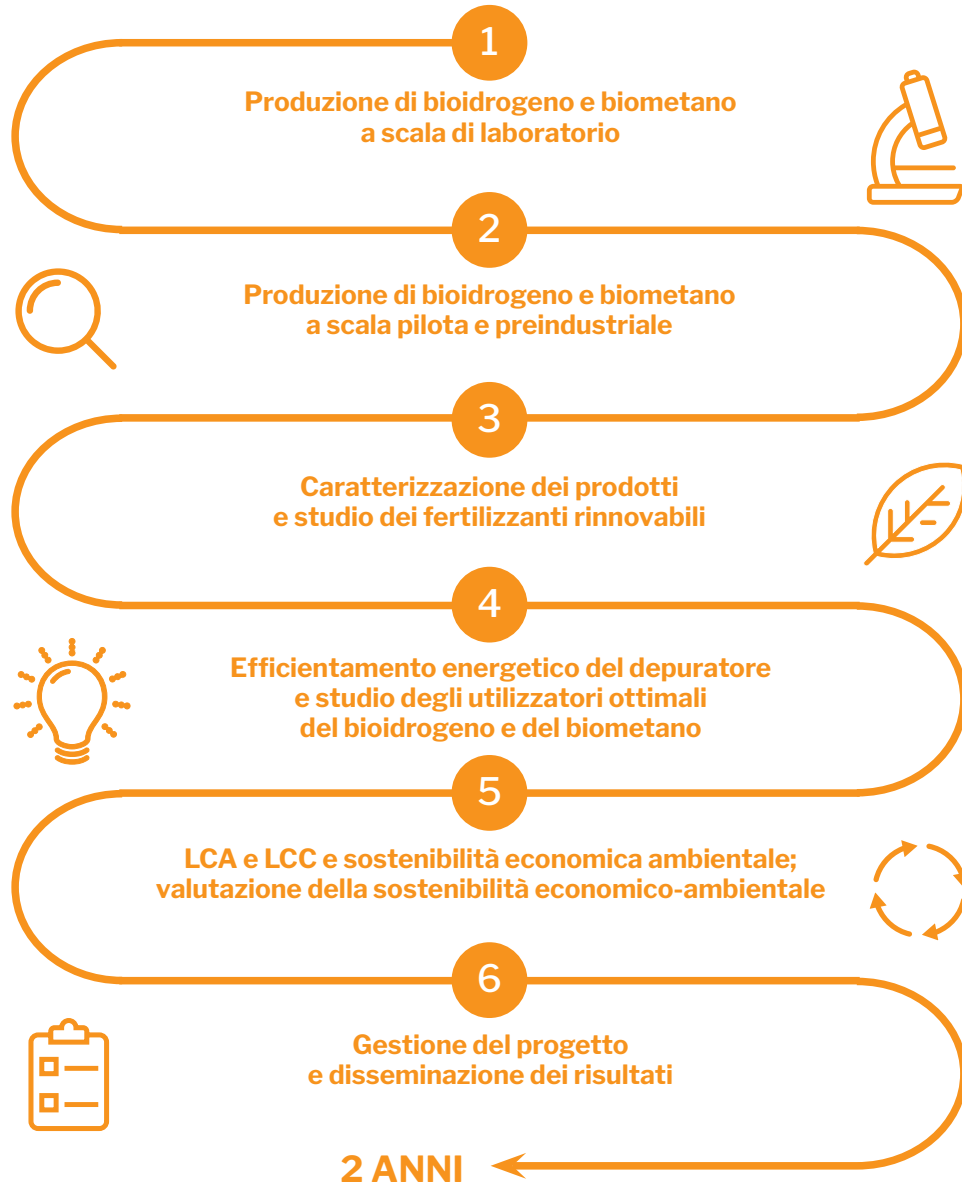 1
Produzione di bioidrogeno e biometano
a scala di laboratorio
2
Produzione di bioidrogeno e biometano
a scala pilota e preindustriale
3
Caratterizzazione dei prodotti
e studio dei fertilizzanti rinnovabili
4
Efficientamento energetico del depuratore
e studio degli utilizzatori ottimali
del bioidrogeno e del biometano
5
LCA e LCC e sostenibilità economica ambientale;
valutazione della sostenibilità economico-ambientale
6
Gestione del progetto
e disseminazione dei risultati
2 ANNI